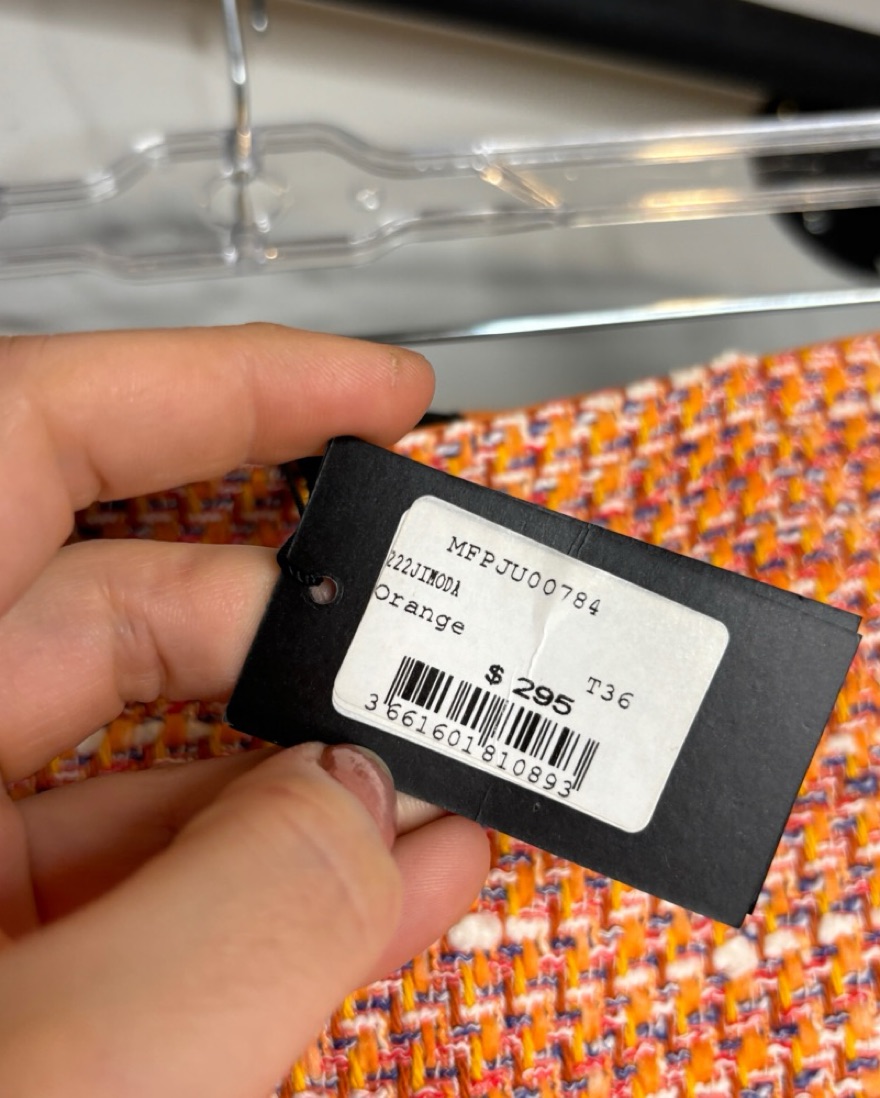 MFPJU00784
222JIMODA
Orange
$ 295 T36
3661601810893